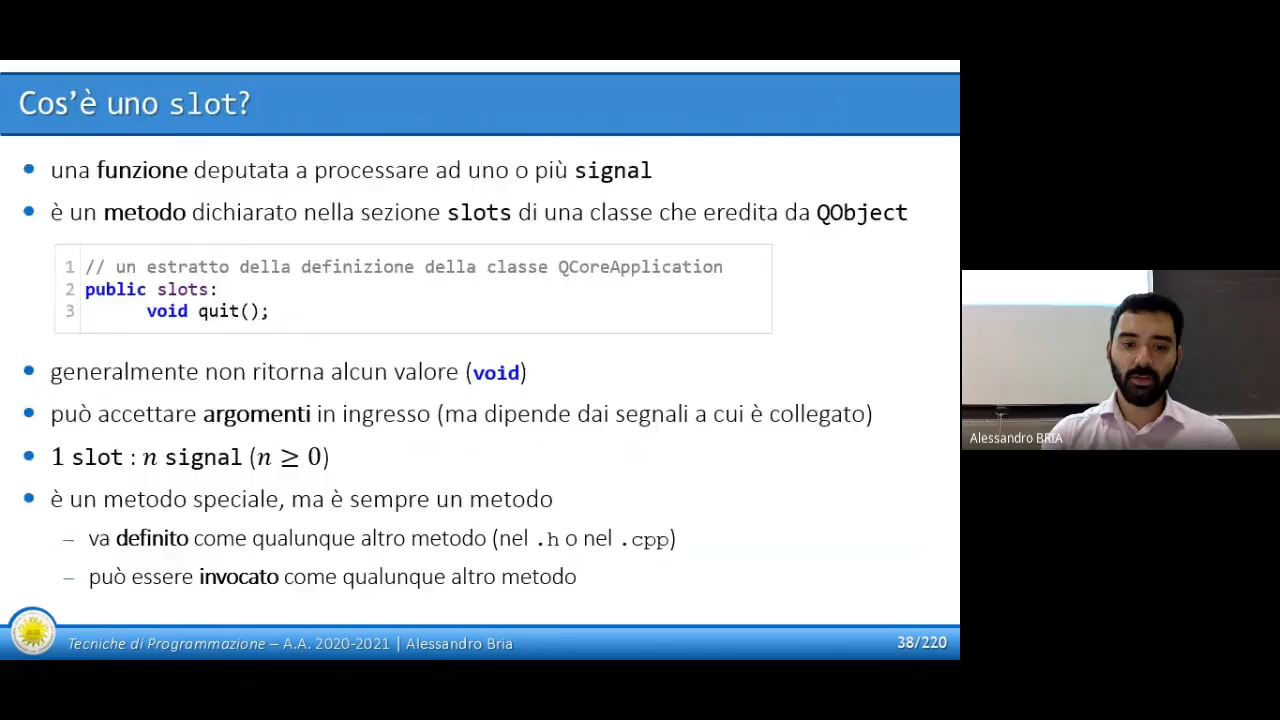 Cos'è uno slot?
una funzione deputata a processare ad uno o più signal
è un metodo dichiarato nella sezione slots di una classe che eredita da QObject
1 // un estratto della definizione della classe QCoreApplication
2 public slots:
3 void quit();
generalmente non ritorna alcun valore (void)
può accettare argomenti in ingresso (ma dipende dai segnali a cui è collegato)
1 slot : n signal (n ≥ 0)
è un metodo speciale, ma è sempre un metodo
– va definito come qualunque altro metodo (nel .h o nel .cpp)
– può essere invocato come qualunque altro metodo
Tecniche di Programmazione – A.A. 2020-2021 | Alessandro Bria
38/220
Alessandro BRIA